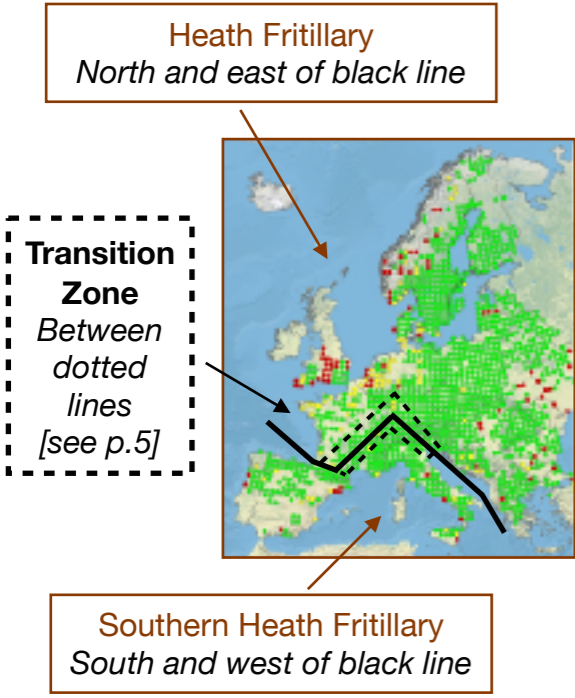 Heath Fritillary
North and east of black line
Transition
Zone
Between
dotted
lines
[see p.5]
Southern Heath Fritillary
South and west of black line